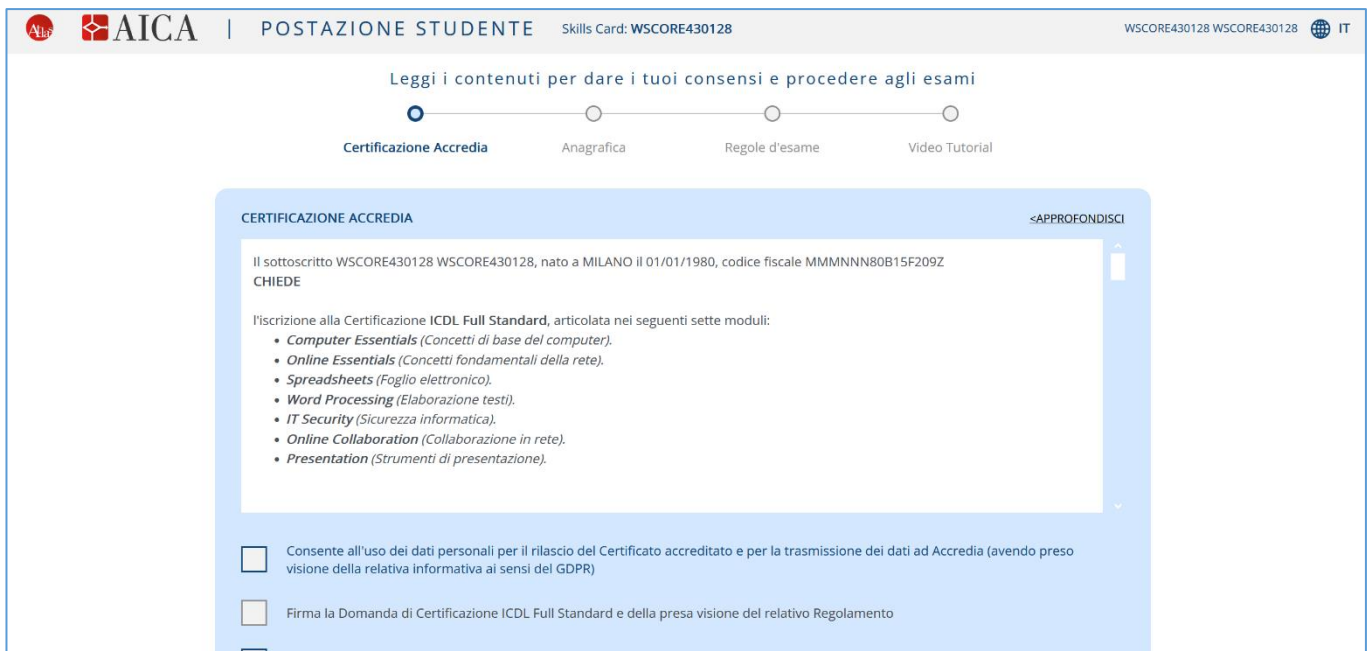 Atlas AICA | POSTAZIONE STUDENTE Skills Card: WSCORE430128 WSCORE430128 WSCORE430128 IT
Leggi i contenuti per dare i tuoi consensi e procedere agli esami
Certificazione Accredia Anagrafica Regole d'esame Video Tutorial
CERTIFICAZIONE ACCREDIA <APPROFONDISCI
Il sottoscritto WSCORE430128 WSCORE430128, nato a MILANO il 01/01/1980, codice fiscale MMMNNN80B15F209Z
CHIEDE
l'iscrizione alla Certificazione ICDL Full Standard, articolata nei seguenti sette moduli:
• Computer Essentials (Concetti di base del computer).
• Online Essentials (Concetti fondamentali della rete).
• Spreadsheets (Foglio elettronico).
• Word Processing (Elaborazione testi).
• IT Security (Sicurezza informatica).
• Online Collaboration (Collaborazione in rete).
• Presentation (Strumenti di presentazione).
Consente all'uso dei dati personali per il rilascio del Certificato accreditato e per la trasmissione dei dati ad Accredia (avendo preso
visione della relativa informativa ai sensi del GDPR)
Firma la Domanda di Certificazione ICDL Full Standard e della presa visione del relativo Regolamento